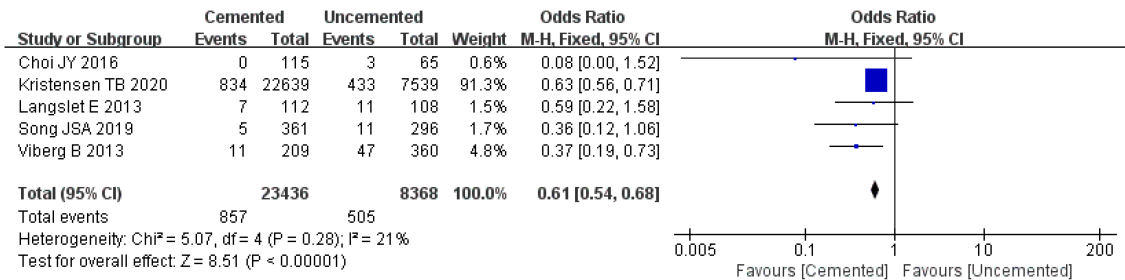 Cemented Uncemented Odds Ratio Odds Ratio
Study or Subgroup Events Total Events Total Weight M-H, Fixed, 95% CI M-H, Fixed, 95% CI
Choi JY 2016 0 115 3 65 0.6% 0.08 [0.00, 1.52]
Kristensen TB 2020 834 22639 433 7539 91.3% 0.63 [0.56, 0.71]
Langslet E 2013 7 112 11 108 1.5% 0.59 [0.22, 1.58]
Song JSA 2019 5 361 11 296 1.7% 0.36 [0.12, 1.06]
Viberg B 2013 11 209 47 360 4.8% 0.37 [0.19, 0.73]
Total (95% CI) 23436 8368 100.0% 0.61 [0.54, 0.68]
Total events 857 505
Heterogeneity: Chi² = 5.07, df = 4 (P = 0.28); I² = 21%
Test for overall effect: Z = 8.51 (P < 0.00001)
0.005 0.1 1 10 200
Favours [Cemented] Favours [Uncemented]